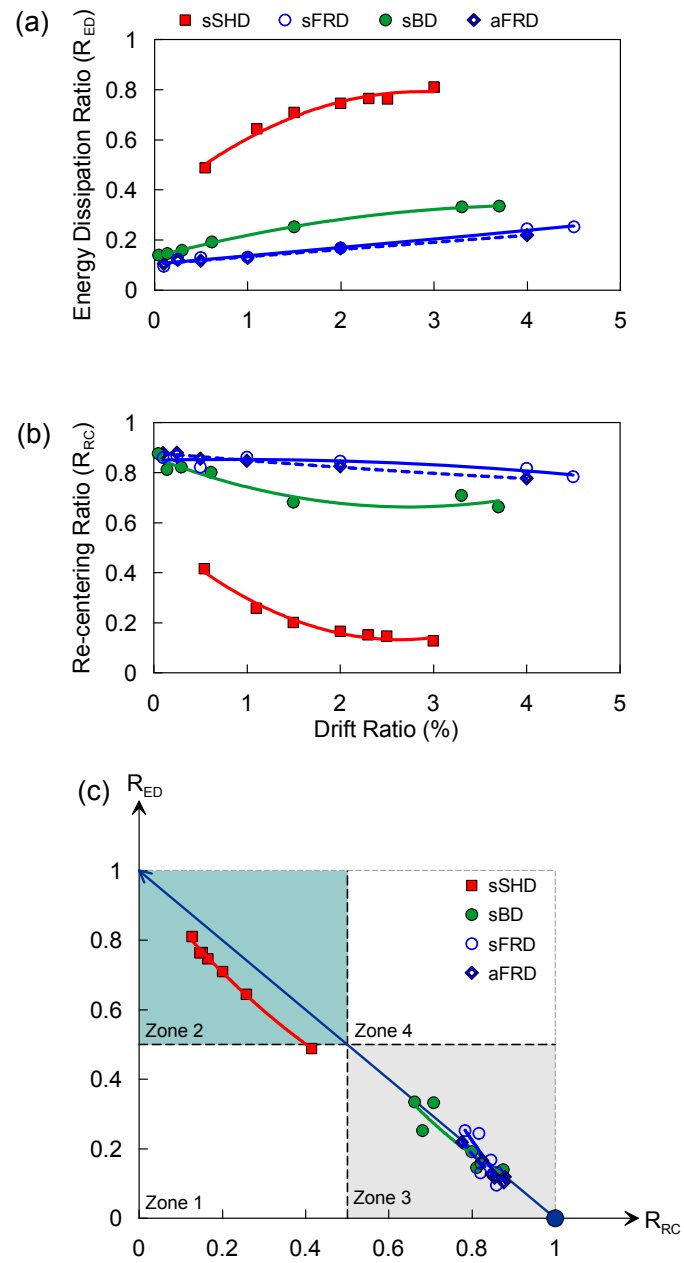 (a)
sSHD sFRD sBD aFRD
Energy Dissipation Ratio (R_ED)
1
0.8
0.6
0.4
0.2
0
0 1 2 3 4 5
(b)
Re-centering Ratio (R_RC)
1
0.8
0.6
0.4
0.2
0
0 1 2 3 4 5
Drift Ratio (%)
(c)
R_ED
1
sSHD
sBD
0.8
sFRD
aFRD
0.6
Zone 2 Zone 4
0.4
0.2
Zone 1 Zone 3
0
R_RC
0 0.2 0.4 0.6 0.8 1